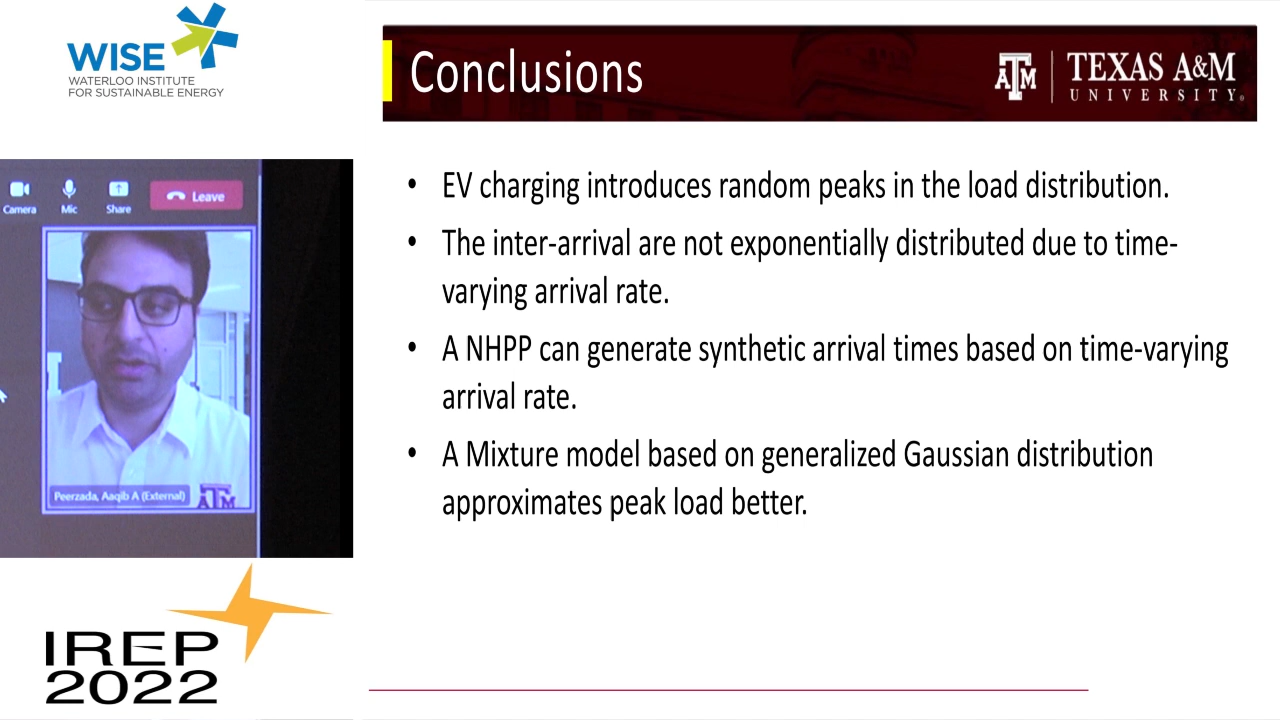 WISE
WATERLOO INSTITUTE
FOR SUSTAINABLE ENERGY
Conclusions
TEXAS A&M
UNIVERSITY
Camera
Mic
Share
Leave
Peerzada, Aaqib A (External)
ATM
• EV charging introduces random peaks in the load distribution.
• The inter-arrival are not exponentially distributed due to time-
varying arrival rate.
• A NHPP can generate synthetic arrival times based on time-varying
arrival rate.
• A Mixture model based on generalized Gaussian distribution
approximates peak load better.
IREP
2022